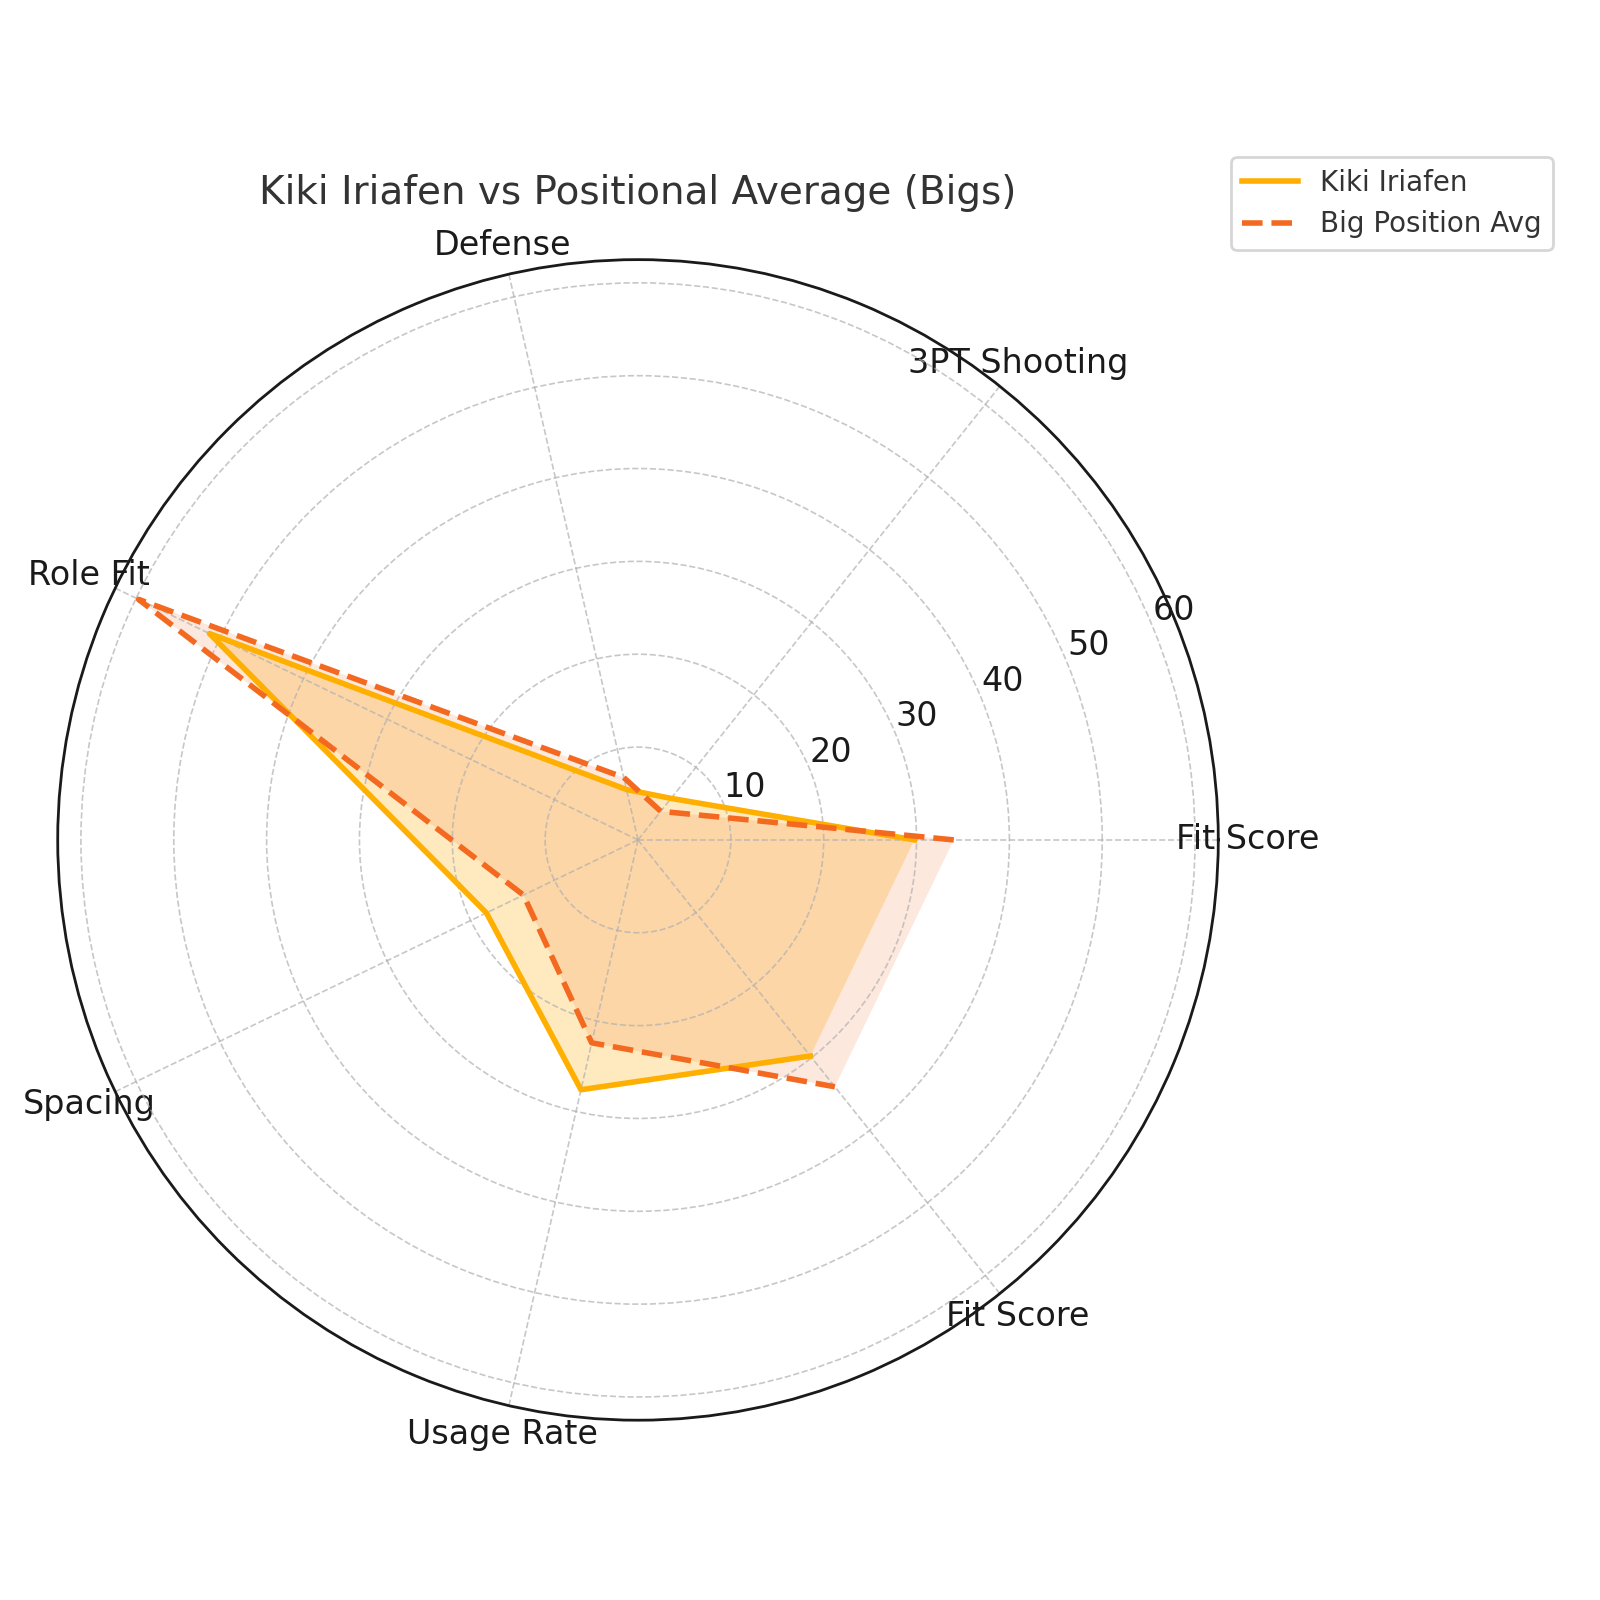 Kiki Iriafen vs Positional Average (Bigs)
Kiki Iriafen
Big Position Avg
Defense
3PT Shooting
Role Fit
60
50
40
30
20
10
Fit Score
Spacing
Fit Score
Usage Rate